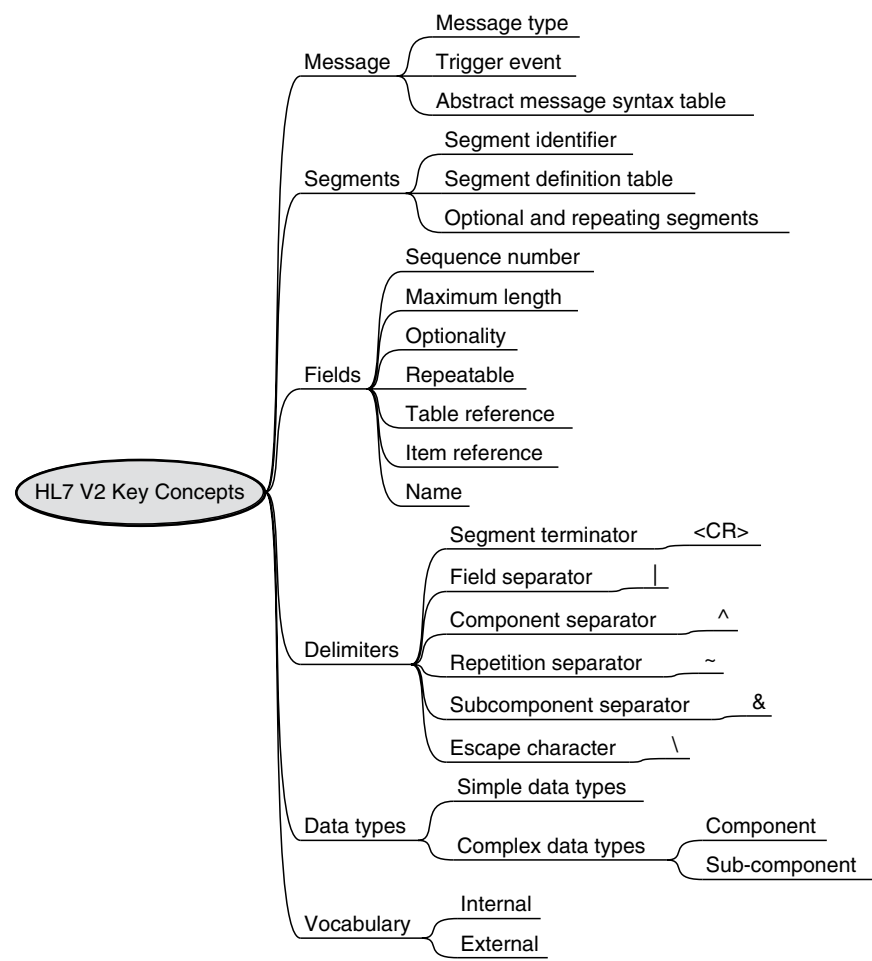 Message type
Message
Trigger event
Abstract message syntax table
Segment identifier
Segments
Segment definition table
Optional and repeating segments
Sequence number
Maximum length
Optionality
Fields
Repeatable
Table reference
Item reference
Name
HL7 V2 Key Concepts
Segment terminator <CR>
Field separator |
Component separator ^
Delimiters
Repetition separator ~
Subcomponent separator &
Escape character \
Simple data types
Data types
Complex data types
Component
Sub-component
Internal
Vocabulary
External